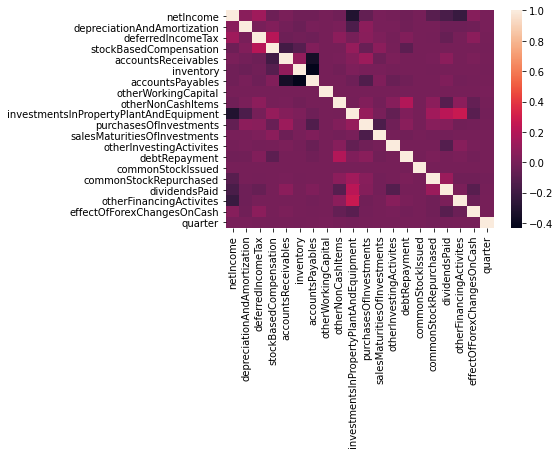 netIncome
depreciationAndAmortization
deferredIncomeTax
stockBasedCompensation
accountsReceivables
inventory
accountsPayables
otherWorkingCapital
otherNonCashItems
investmentsInPropertyPlantAndEquipment
purchasesOfInvestments
salesMaturitiesOfInvestments
otherInvestingActivites
debtRepayment
commonStockIssued
commonStockRepurchased
dividendsPaid
otherFinancingActivites
effectOfForexChangesOnCash
quarter
netIncome
depreciationAndAmortization
deferredIncomeTax
stockBasedCompensation
accountsReceivables
inventory
accountsPayables
otherWorkingCapital
otherNonCashItems
investmentsInPropertyPlantAndEquipment
purchasesOfInvestments
salesMaturitiesOfInvestments
otherInvestingActivites
debtRepayment
commonStockIssued
commonStockRepurchased
dividendsPaid
otherFinancingActivites
effectOfForexChangesOnCash
quarter
1.0
0.8
0.6
0.4
0.2
0.0
−0.2
−0.4